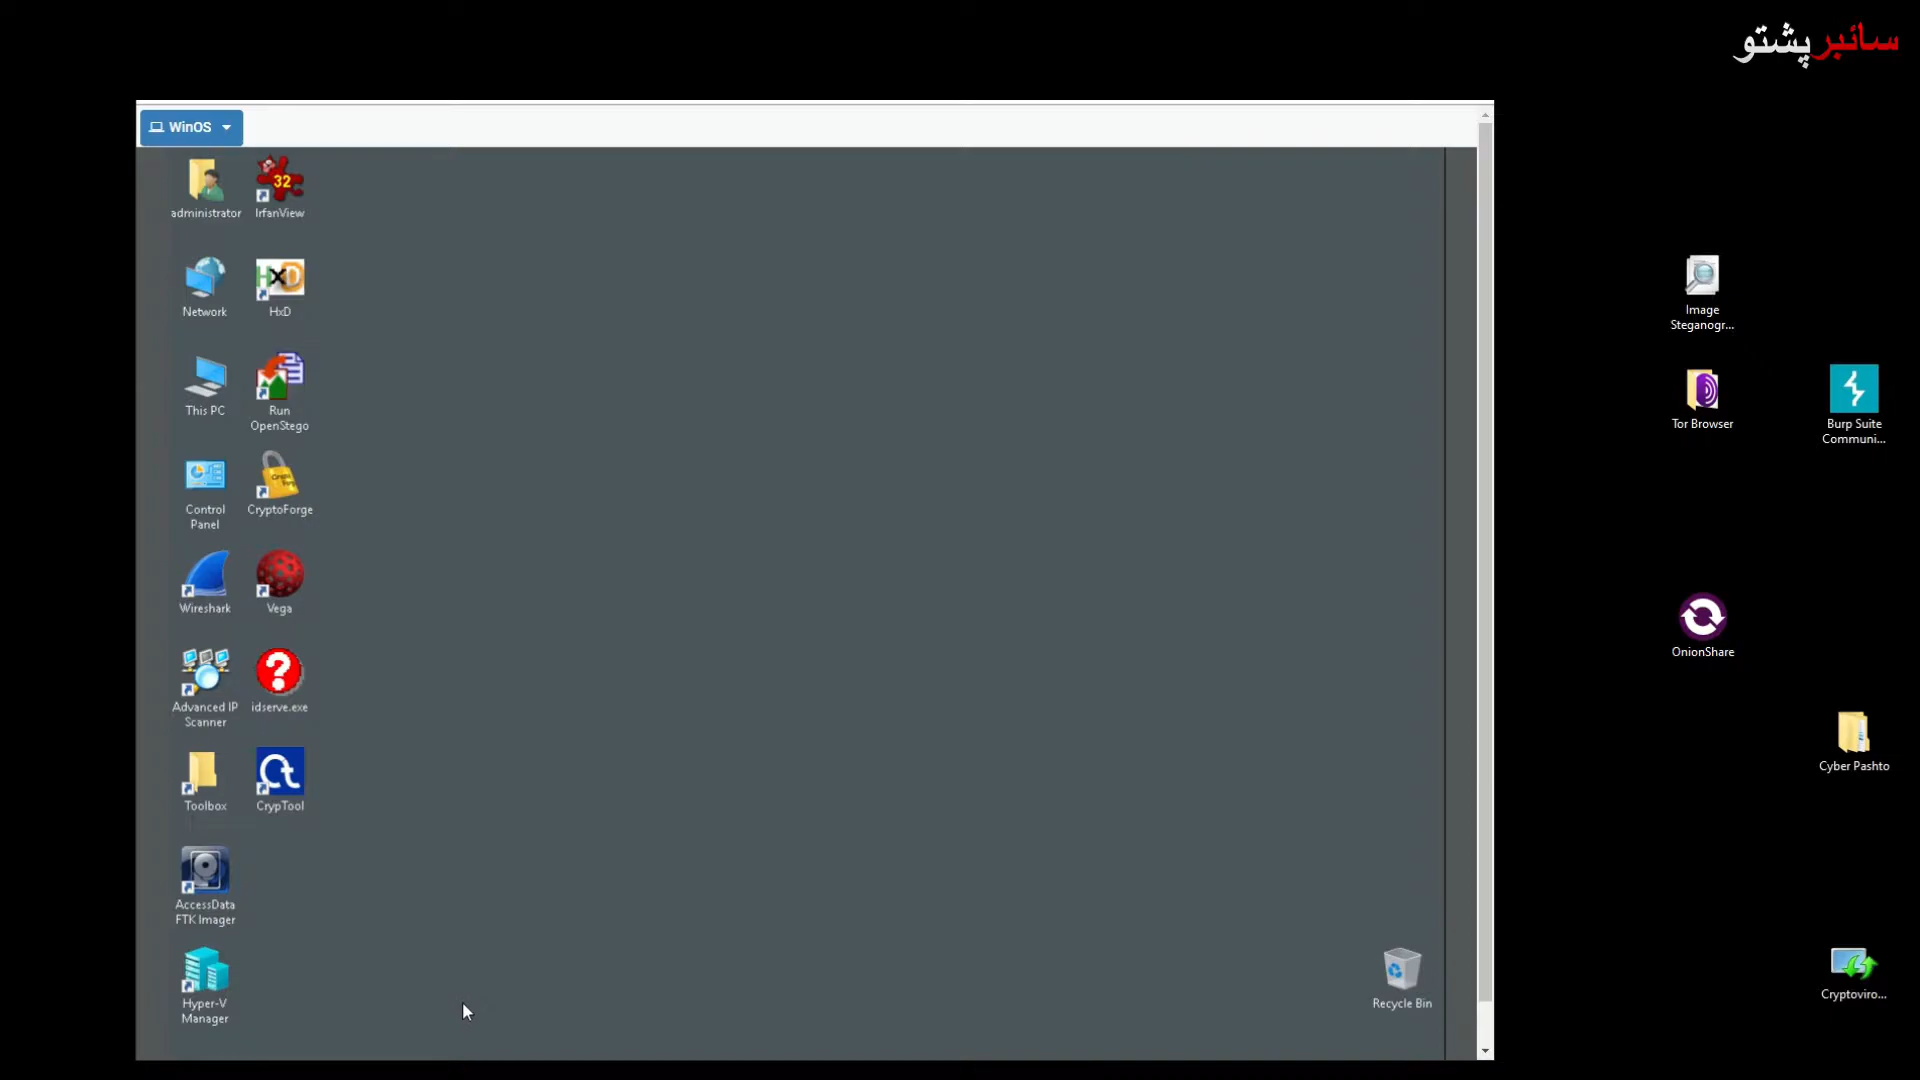 سائبر پشتو
WinOS
administrator
IrfanView
32
Network
HxD
HxD
This PC
Run
OpenStego
Control
Panel
CryptoForge
Wireshark
Vega
Advanced IP
Scanner
idserve.exe
Toolbox
CrypTool
AccessData
FTK Imager
Hyper-V
Manager
Recycle Bin
Image
Steganogr...
Tor Browser
Burp Suite
Communi...
OnionShare
Cyber Pashto
Cryptoviro...